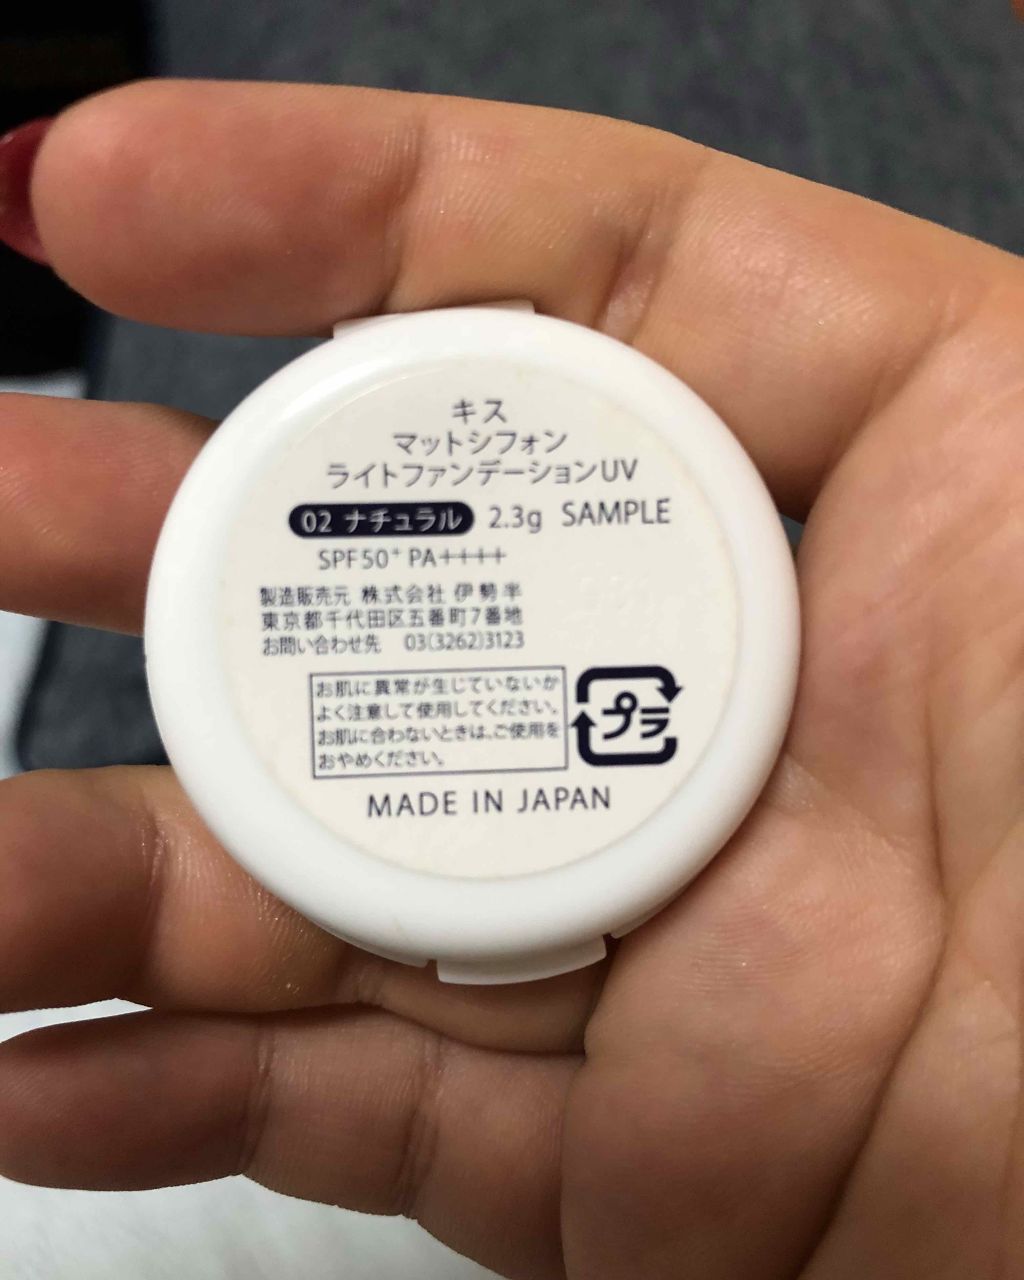 キス
マットシフォン
ライトファンデーションUV
02 ナチュラル 2.3g SAMPLE
SPF50+ PA++++
製造販売元 株式会社 伊勢半
東京都千代田区五番町7番地
お問い合わせ先 03(3262)3123
お肌に異常が生じていないか
よく注意して使用してください。
お肌に合わないときは、ご使用を
おやめください。
プラ
MADE IN JAPAN